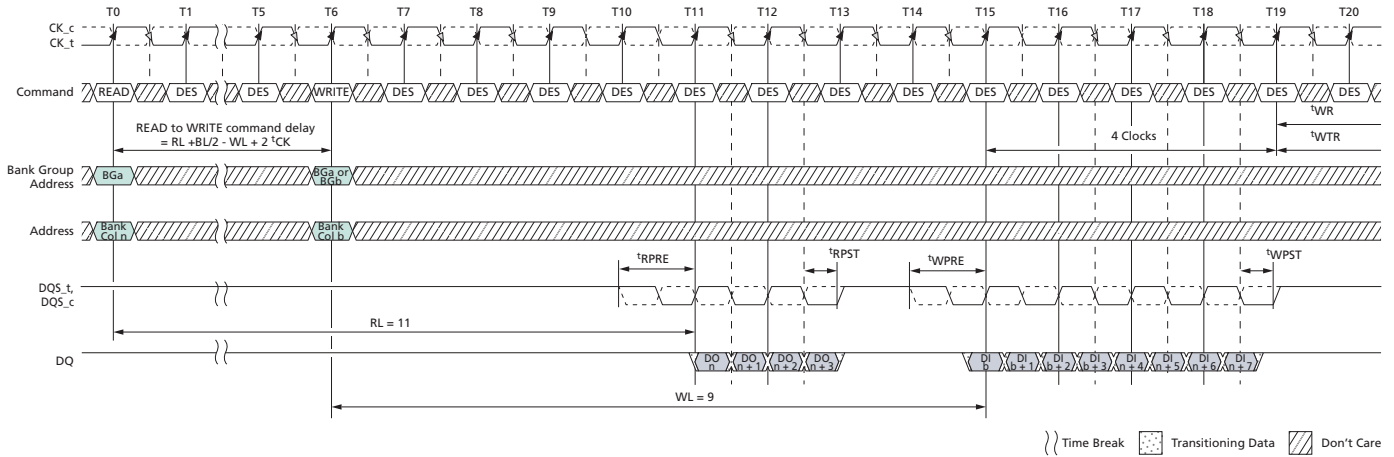 T0 T1 T5 T6 T7 T8 T9 T10 T11 T12 T13 T14 T15 T16 T17 T18 T19 T20
CK_c
CK_t
Command READ DES DES WRITE DES DES DES DES DES DES DES DES DES DES DES DES DES DES
tWR
READ to WRITE command delay
= RL +BL/2 - WL + 2 tCK
4 Clocks
tWTR
Bank Group
Address
BGa
BGa or
BGb
Address
Bank
Col n
Bank
Col b
tRPRE
tRPST
tWPRE
tWPST
DQS_t,
DQS_c
RL = 11
DQ
DO
n
DO
n + 1
DO
n + 2
DO
n + 3
DI
b
DI
b + 1
DI
b + 2
DI
b + 3
DI
n + 4
DI
n + 5
DI
n + 6
DI
n + 7
WL = 9
Time Break Transitioning Data Don't Care